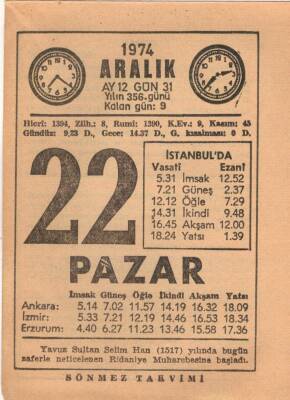 1974
ARALIK
AY 12 GÜN 31
Yılın 356.günü
Kalan gün: 9
Hicrî: 1394, Zilh.: 8, Rumî: 1390, K.Ev.: 9, Kasım: 45
Gündüz: 9,23 D., Gece: 14.37 D., G. kısalması: 0 D.
22
İSTANBUL'DA
Vasatî Ezanî
5.31 İmsak 12.52
7.21 Güneş 2.37
12.12 Öğle 7.29
14.31 İkindi 9.48
16.45 Akşam 12.00
18.24 Yatsı 1.39
PAZAR
İmsak Güneş Öğle İkindi Akşam Yatsı
Ankara: 5.14 7.02 11.57 14.19 16.32 18.09
İzmir: 5.33 7.21 12.19 14.46 16.53 18.34
Erzurum: 4.40 6.27 11.23 13.46 15.58 17.36
Yavuz Sultan Selim Han (1517) yılında bugün
zaferle neticelenen Ridaniye Muharebesine başladı.
SÖNMEZ TAKVİMİ